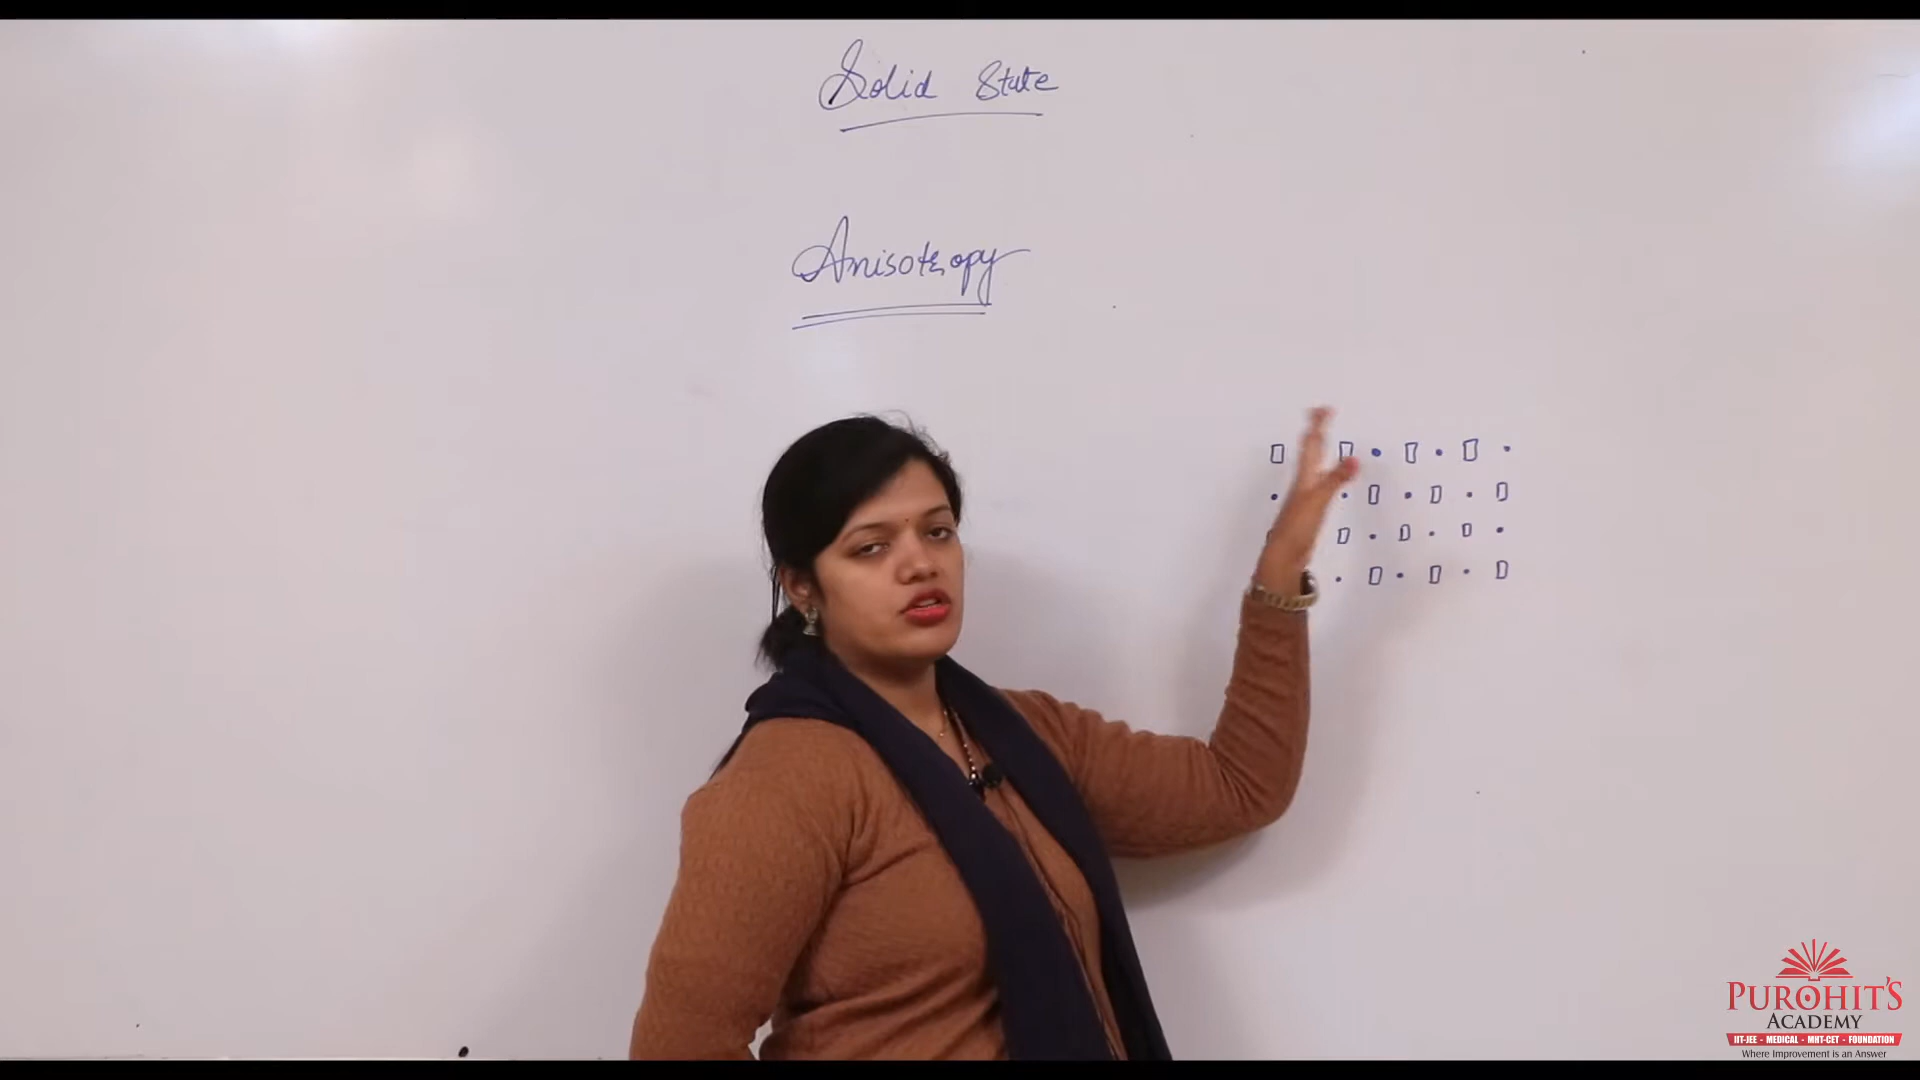 Solid State
Anisotropy
PUROHIT'S
ACADEMY
IIT-JEE - MEDICAL - MHT-CET - FOUNDATION
Where Improvement is an Answer